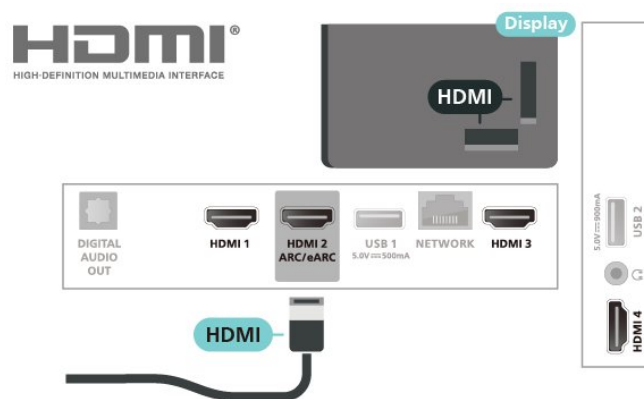 HDMI®
HIGH-DEFINITION MULTIMEDIA INTERFACE
Display
HDMI
DIGITAL
AUDIO
OUT
HDMI 1
HDMI 2
ARC/eARC
USB 1
5.0V⎓500mA
NETWORK
HDMI 3
HDMI
5.0V⎓900mA
USB 2
HDMI 4